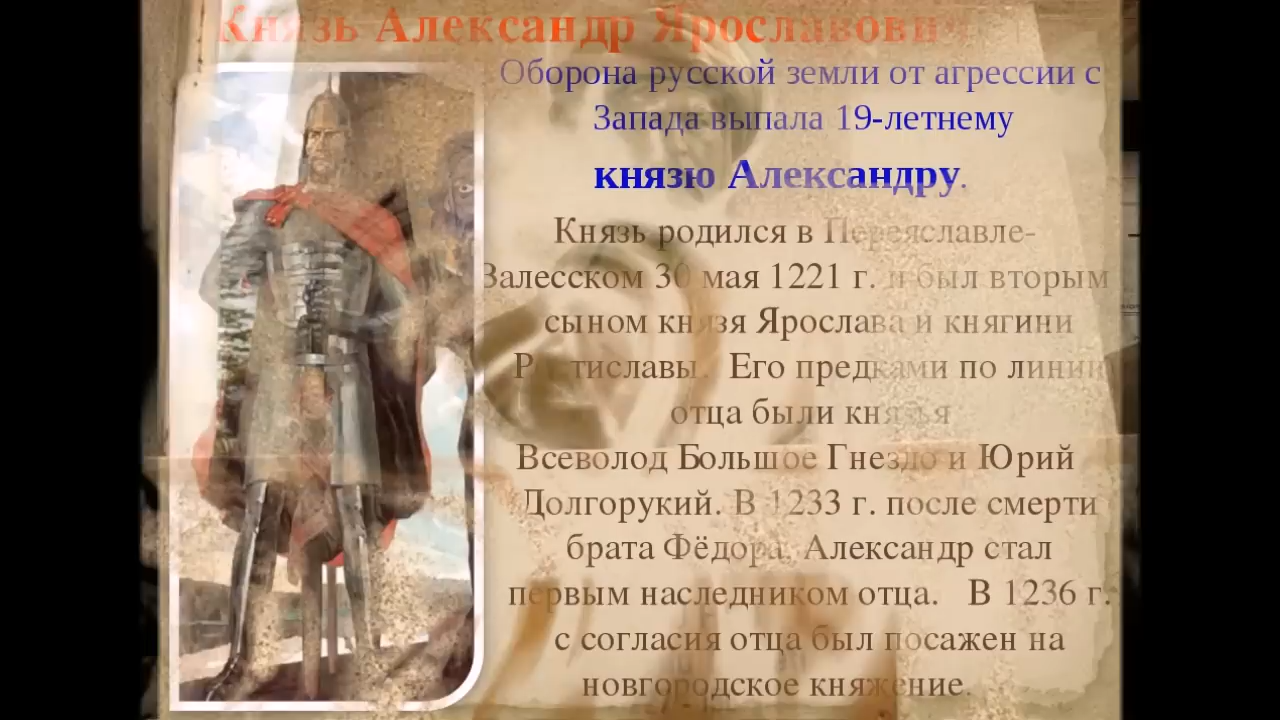 Князь Александр Ярославович
Оборона русской земли от агрессии с
Запада выпала 19-летнему
князю Александру.
Князь родился в Переяславле-
Залесском 30 мая 1221 г. и был вторым
сыном князя Ярослава и княгини
Ростиславы. Его предками по линии
отца были князья
Всеволод Большое Гнездо и Юрий
Долгорукий. В 1233 г. после смерти
брата Фёдора, Александр стал
первым наследником отца. В 1236 г.
с согласия отца был посажен на
новгородское княжение.